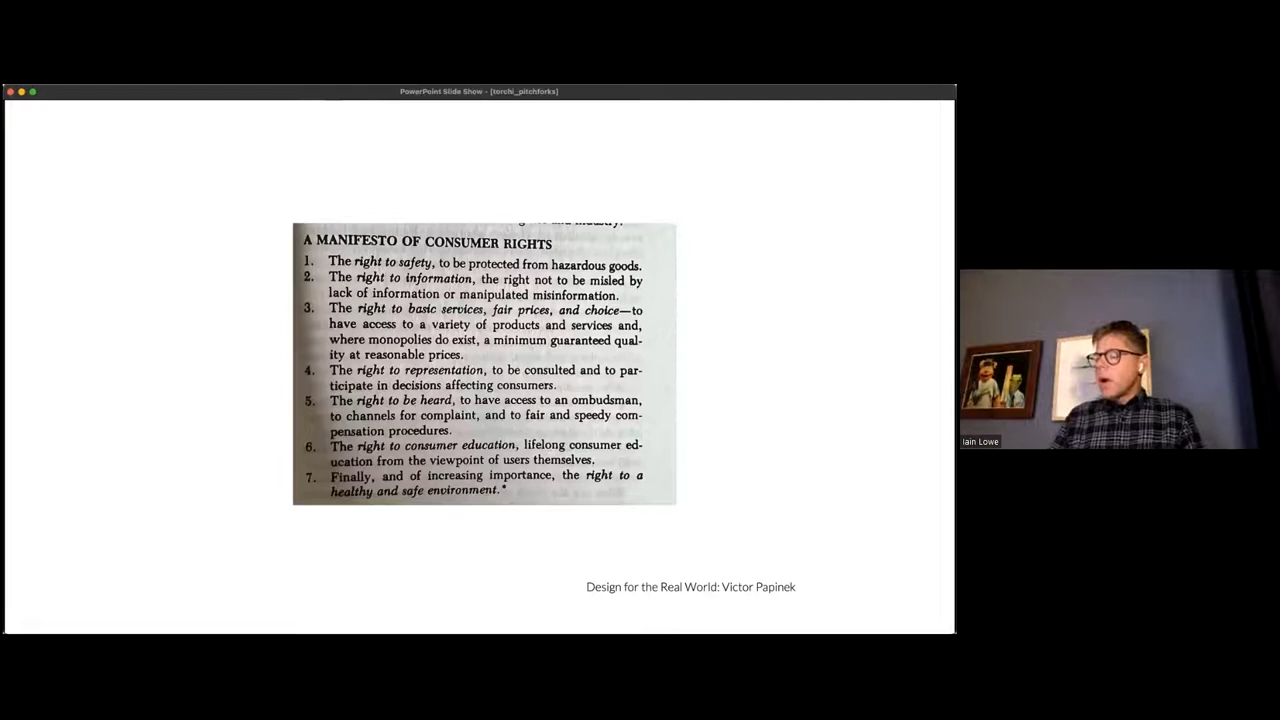 PowerPoint Slide Show - [torchi_pitchforks]
A MANIFESTO OF CONSUMER RIGHTS
1. The right to safety, to be protected from hazardous goods.
2. The right to information, the right not to be misled by
lack of information or manipulated misinformation.
3. The right to basic services, fair prices, and choice—to
have access to a variety of products and services and,
where monopolies do exist, a minimum guaranteed qual-
ity at reasonable prices.
4. The right to representation, to be consulted and to par-
ticipate in decisions affecting consumers.
5. The right to be heard, to have access to an ombudsman,
to channels for complaint, and to fair and speedy com-
pensation procedures.
6. The right to consumer education, lifelong consumer ed-
ucation from the viewpoint of users themselves.
7. Finally, and of increasing importance, the right to a
healthy and safe environment.*
Design for the Real World: Victor Papinek
Iain Lowe